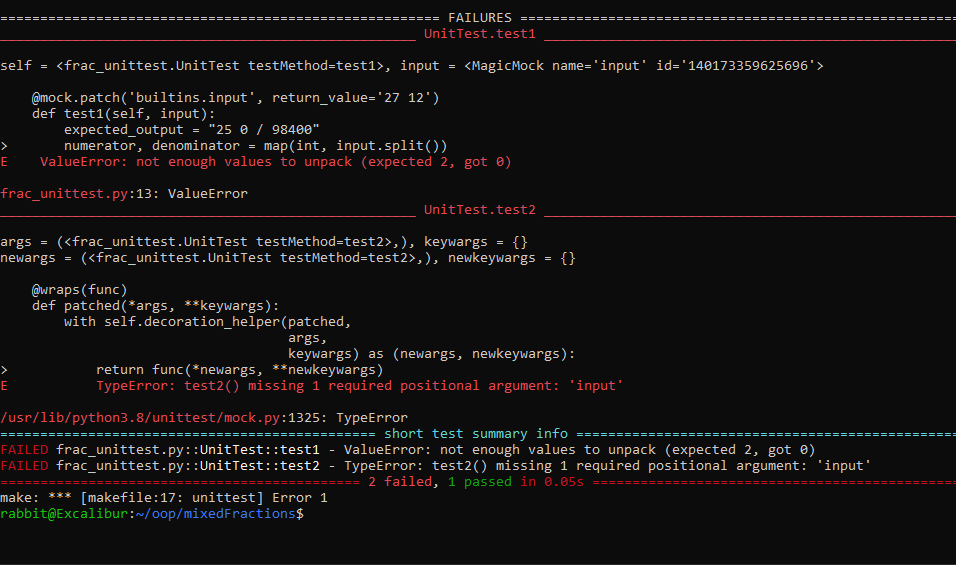 ====================================================== FAILURES ======================================================
____________________________________________________ UnitTest.test1 ____________________________________________________
self = <frac_unittest.UnitTest testMethod=test1>, input = <MagicMock name='input' id='140173359625696'>
    @mock.patch('builtins.input', return_value='27 12')
    def test1(self, input):
        expected_output = "25 0 / 98400"
>       numerator, denominator = map(int, input.split())
E    ValueError: not enough values to unpack (expected 2, got 0)
frac_unittest.py:13: ValueError
____________________________________________________ UnitTest.test2 ____________________________________________________
args = (<frac_unittest.UnitTest testMethod=test2>,), keywargs = {}
newargs = (<frac_unittest.UnitTest testMethod=test2>,), newkeywargs = {}
    @wraps(func)
    def patched(*args, **keywargs):
        with self.decoration_helper(patched,
                                    args,
                                    keywargs) as (newargs, newkeywargs):
>           return func(*newargs, **newkeywargs)
E           TypeError: test2() missing 1 required positional argument: 'input'
/usr/lib/python3.8/unittest/mock.py:1325: TypeError
=============================================== short test summary info ===============================================
FAILED frac_unittest.py::UnitTest::test1 - ValueError: not enough values to unpack (expected 2, got 0)
FAILED frac_unittest.py::UnitTest::test2 - TypeError: test2() missing 1 required positional argument: 'input'
============================================= 2 failed, 1 passed in 0.05s =============================================
make: *** [makefile:17: unittest] Error 1
rabbit@Excalibur:~/oop/mixedFractions$